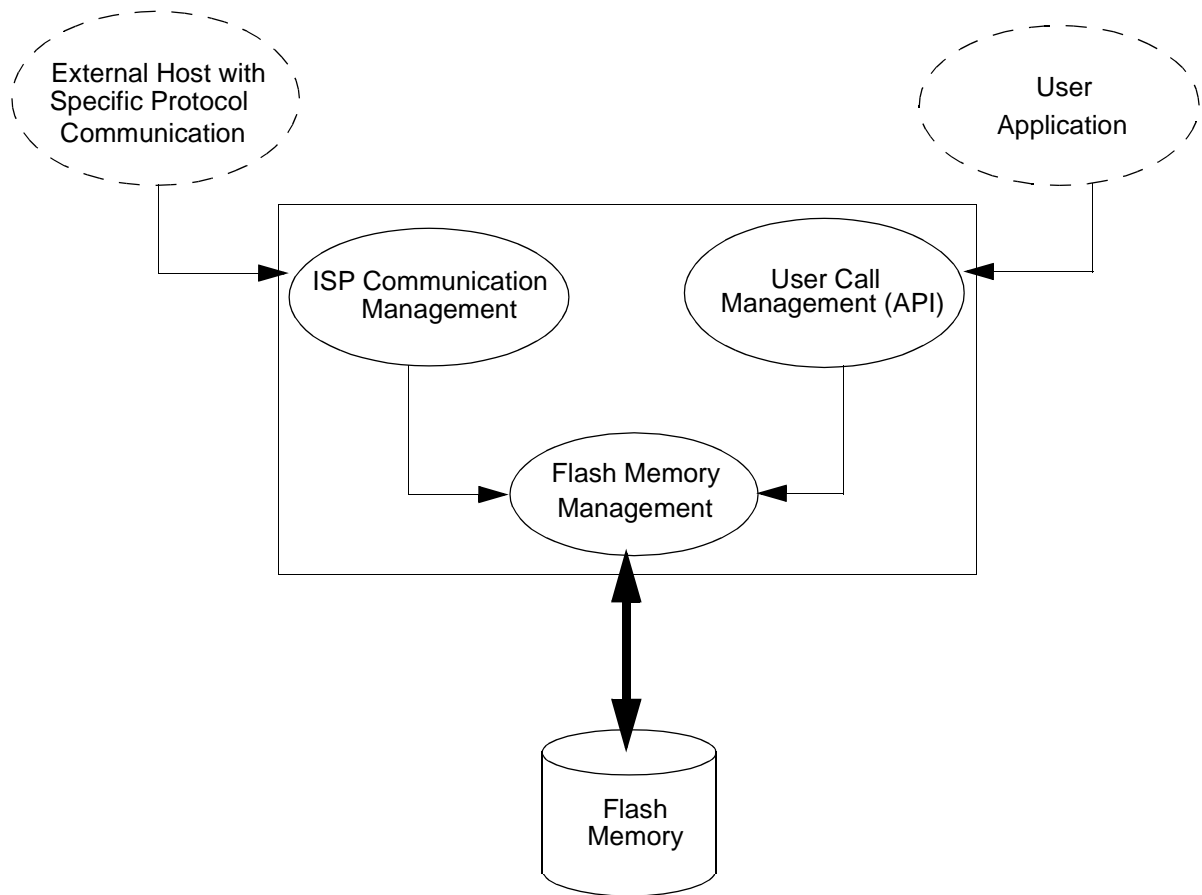 External Host with
Specific Protocol
Communication
User
Application
ISP Communication
Management
User Call
Management (API)
Flash Memory
Management
Flash
Memory